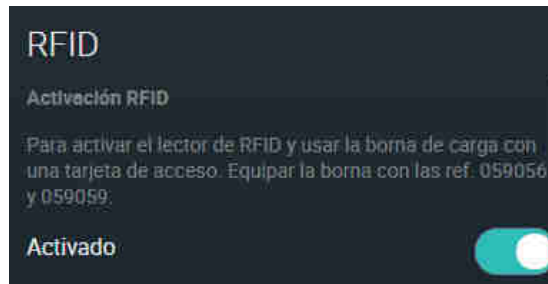 RFID
Activación RFID
Para activar el lector de RFID y usar la borna de carga con
una tarjeta de acceso. Equipar la borna con las ref. 059056
y 059059.
Activado